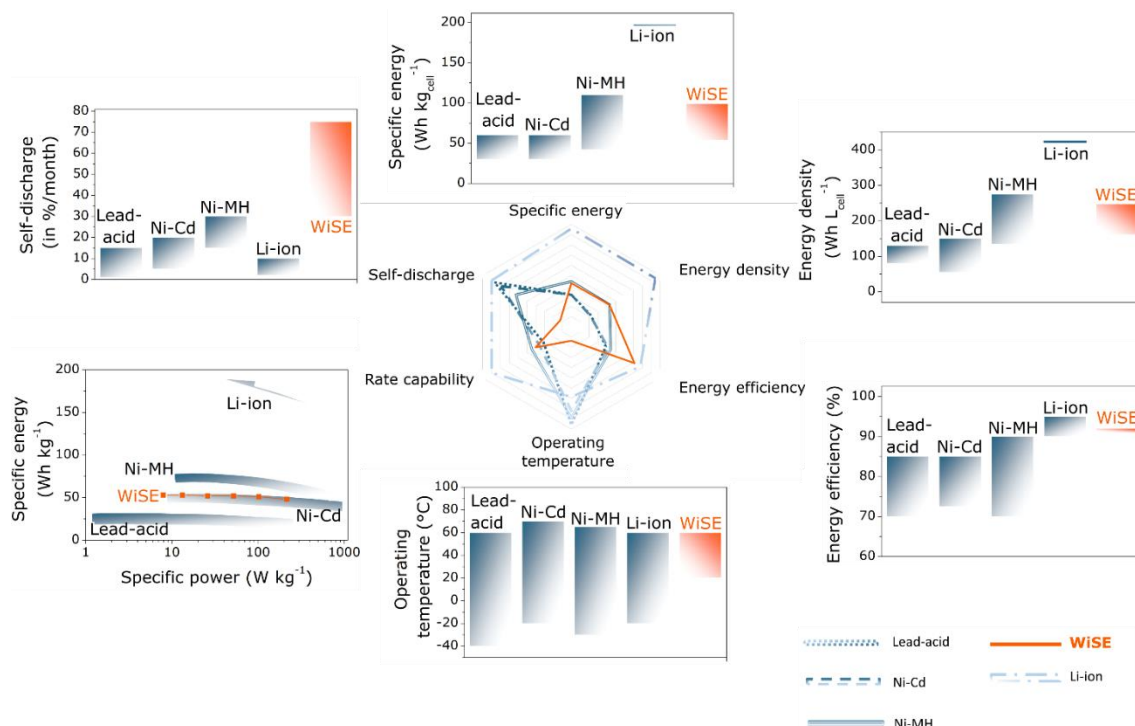 Specific energy
(Wh kgcell-1)
200
150
100
50
0
Lead-
acid
Ni-Cd
Ni-MH
Li-ion
WiSE
Self-discharge
(in %/month)
80
70
60
50
40
30
20
10
0
Lead-
acid
Ni-Cd
Ni-MH
Li-ion
WiSE
Energy density
(Wh Lcell-1)
400
300
200
100
0
Lead-
acid
Ni-Cd
Ni-MH
Li-ion
WiSE
Specific energy
Self-discharge
Energy density
Rate capability
Energy efficiency
Operating
temperature
Specific energy
(Wh kg-1)
200
150
100
50
0
Li-ion
Ni-MH
WiSE
Ni-Cd
Lead-acid
1
10
100
1000
Specific power (W kg-1)
Operating
temperature (°C)
100
80
60
40
20
0
-20
-40
Lead-
acid
Ni-Cd
Ni-MH
Li-ion
WiSE
Energy efficiency (%)
100
90
80
70
60
Lead-
acid
Ni-Cd
Ni-MH
Li-ion
WiSE
Lead-acid
WiSE
Ni-Cd
Li-ion
Ni-MH